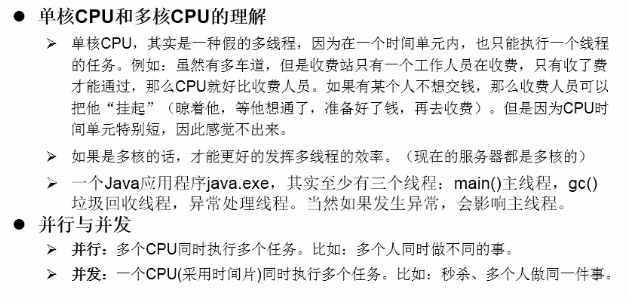 ● 单核CPU和多核CPU的理解
➢ 单核CPU，其实是一种假的多线程，因为在一个时间单元内，也只能执行一个线程
的任务。例如：虽然有多车道，但是收费站只有一个工作人员在收费，只有收了费
才能通过，那么CPU就好比收费人员。如果有某个人不想交钱，那么收费人员可以
把他“挂起”（晾着他，等他想通了，准备好了钱，再去收费）。但是因为CPU时
间单元特别短，因此感觉不出来。
➢ 如果是多核的话，才能更好的发挥多线程的效率。（现在的服务器都是多核的）
➢ 一个Java应用程序java.exe，其实至少有三个线程：main()主线程，gc()
垃圾回收线程，异常处理线程。当然如果发生异常，会影响主线程。
● 并行与并发
➢ 并行：多个CPU同时执行多个任务。比如：多个人同时做不同的事。
➢ 并发：一个CPU(采用时间片)同时执行多个任务。比如：秒杀、多个人做同一件事。